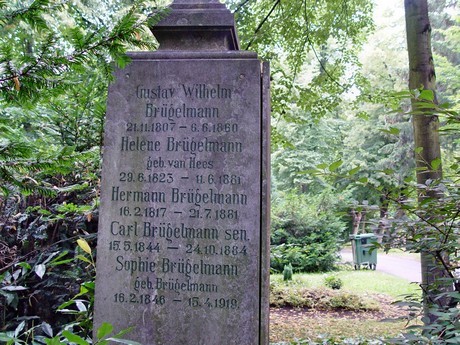 Gustav Wilhelm
Brügelmann
21.11.1807 – 6.6.1860
Helene Brügelmann
geb. van Hees
29.6.1823 – 11.6.1881
Hermann Brügelmann
16.2.1817 – 21.7.1881
Carl Brügelmann sen.
15.5.1844 – 24.10.1884
Sophie Brügelmann
geb. Brügelmann
16.2.1846 – 15.4.1919